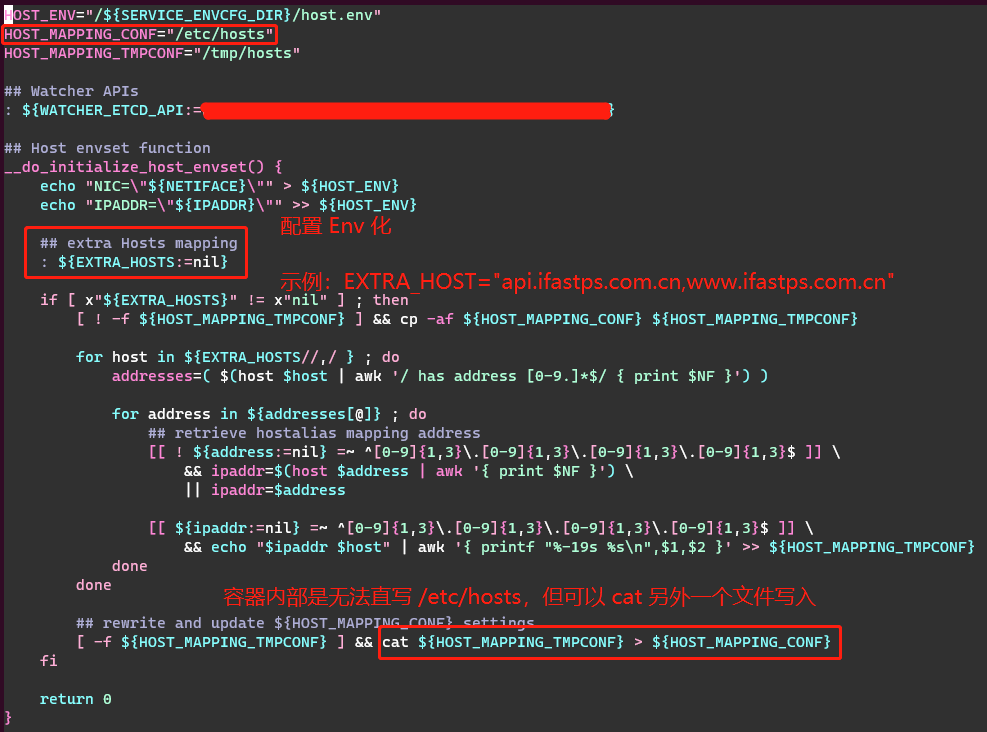 HOST_ENV="/${SERVICE_ENVCFG_DIR}/host.env"
HOST_MAPPING_CONF="/etc/hosts"
HOST_MAPPING_TMPCONF="/tmp/hosts"
## Watcher APIs
: ${WATCHER_ETCD_API:= }
## Host envset function
__do_initialize_host_envset() {
echo "NIC=\"${NETIFACE}\"" > ${HOST_ENV}
echo "IPADDR=\"${IPADDR}\"" >> ${HOST_ENV}
配置 Env 化
## extra Hosts mapping
: ${EXTRA_HOSTS:=nil}
示例：EXTRA_HOST="api.ifastps.com.cn,www.ifastps.com.cn"
if [ x"${EXTRA_HOSTS}" != x"nil" ] ; then
[ ! -f ${HOST_MAPPING_TMPCONF} ] && cp -af ${HOST_MAPPING_CONF} ${HOST_MAPPING_TMPCONF}
for host in ${EXTRA_HOSTS//,/ } ; do
addresses=( $(host $host | awk '/ has address [0-9.]*$/ { print $NF }') )
for address in ${addresses[@]} ; do
## retrieve hostalias mapping address
[[ ! ${address:=nil} =~ ^[0-9]{1,3}\.[0-9]{1,3}\.[0-9]{1,3}\.[0-9]{1,3}$ ]] \
&& ipaddr=$(host $address | awk '{ print $NF }') \
|| ipaddr=$address
[[ ${ipaddr:=nil} =~ ^[0-9]{1,3}\.[0-9]{1,3}\.[0-9]{1,3}\.[0-9]{1,3}$ ]] \
&& echo "$ipaddr $host" | awk '{ printf "%-19s %s\n",$1,$2 }' >> ${HOST_MAPPING_TMPCONF}
done
done
容器内部是无法直写 /etc/hosts，但可以 cat 另外一个文件写入
## rewrite and update ${HOST_MAPPING_CONF} settings
[ -f ${HOST_MAPPING_TMPCONF} ] && cat ${HOST_MAPPING_TMPCONF} > ${HOST_MAPPING_CONF}
fi
return 0
}